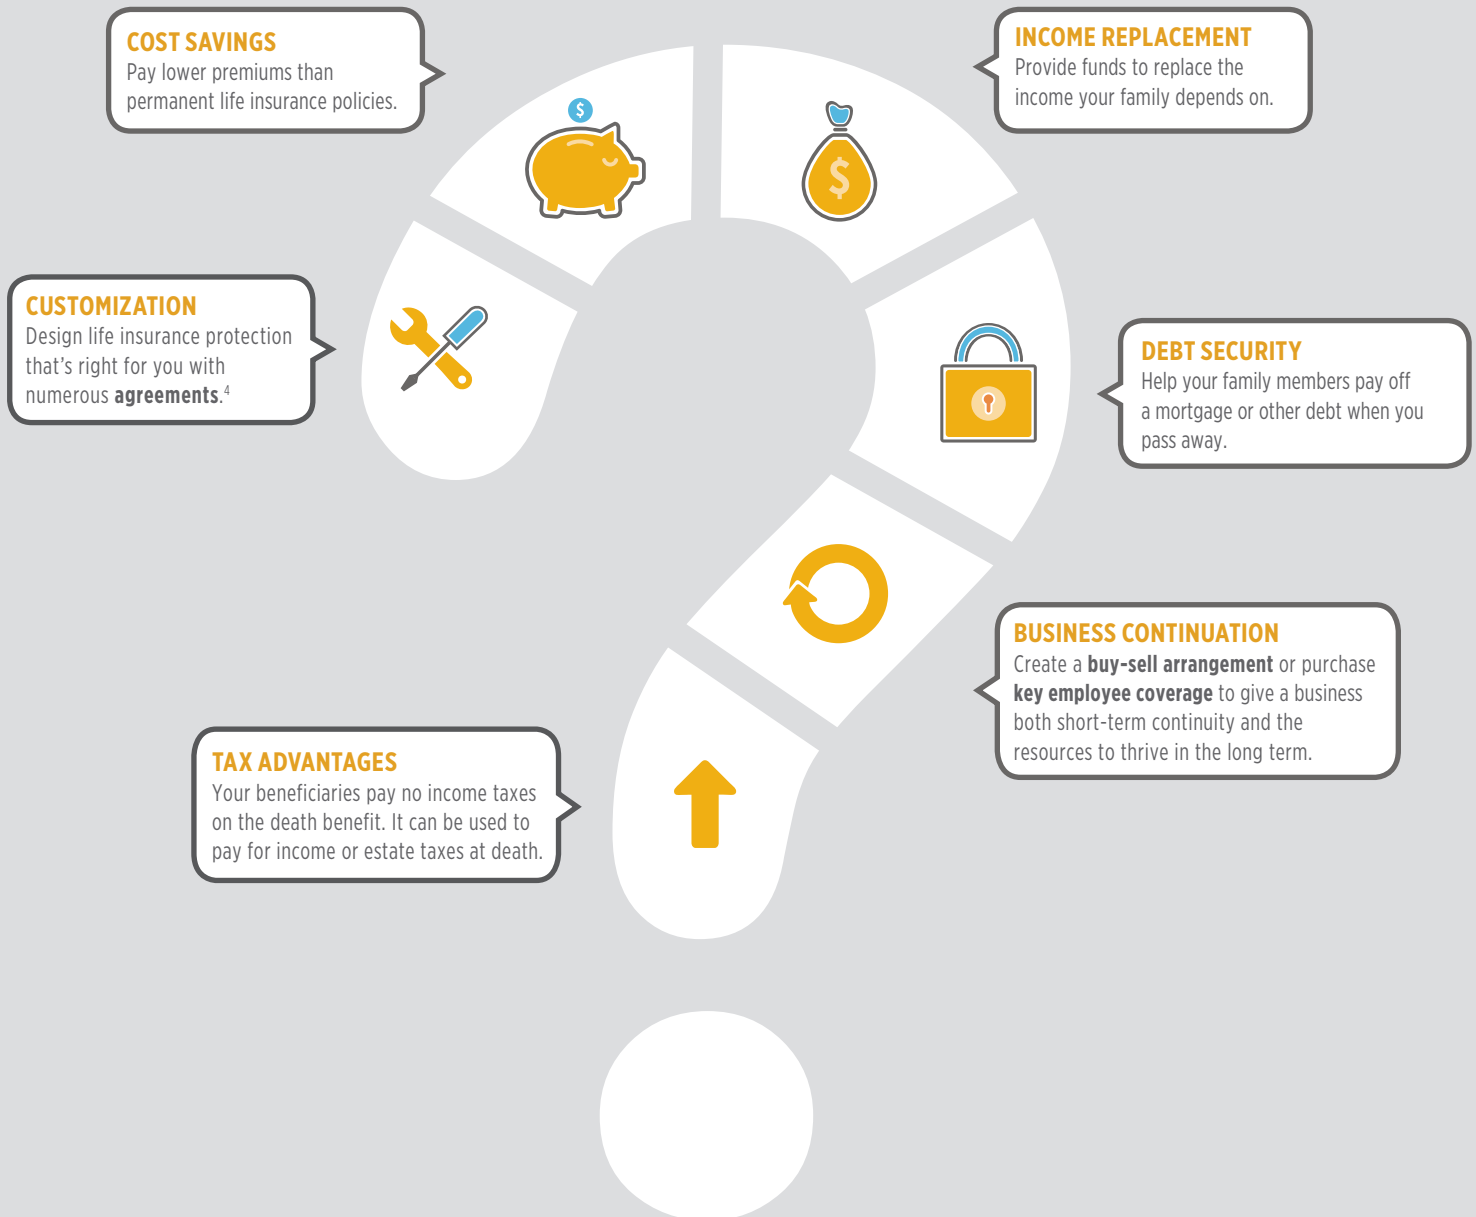 COST SAVINGS
Pay lower premiums than
permanent life insurance policies.
$
INCOME REPLACEMENT
Provide funds to replace the
income your family depends on.
$
CUSTOMIZATION
Design life insurance protection
that's right for you with
numerous agreements.4
DEBT SECURITY
Help your family members pay off
a mortgage or other debt when you
pass away.
BUSINESS CONTINUATION
Create a buy-sell arrangement or purchase
key employee coverage to give a business
both short-term continuity and the
resources to thrive in the long term.
TAX ADVANTAGES
Your beneficiaries pay no income taxes
on the death benefit. It can be used to
pay for income or estate taxes at death.